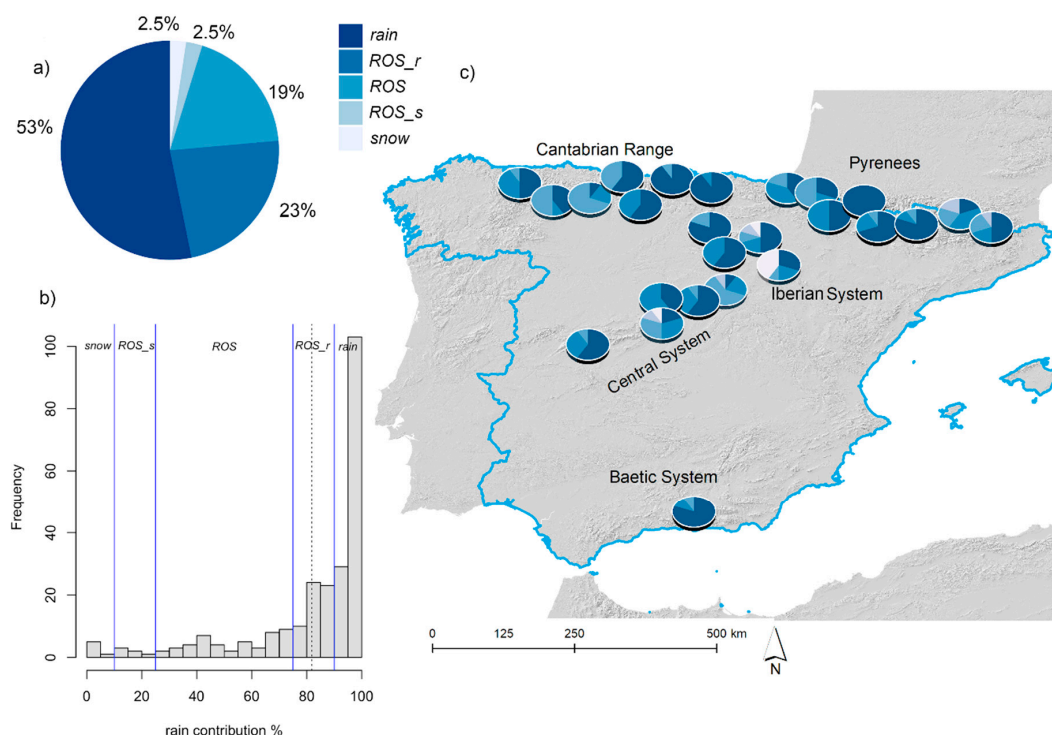 a)
2.5%
2.5%
19%
23%
53%
rain
ROS_r
ROS
ROS_s
snow
b)
snow
ROS_s
ROS
ROS_r
rain
Frequency
0
20
40
60
80
100
0
20
40
60
80
100
rain contribution %
c)
Cantabrian Range
Pyrenees
Iberian System
Central System
Baetic System
0
125
250
500 km
N